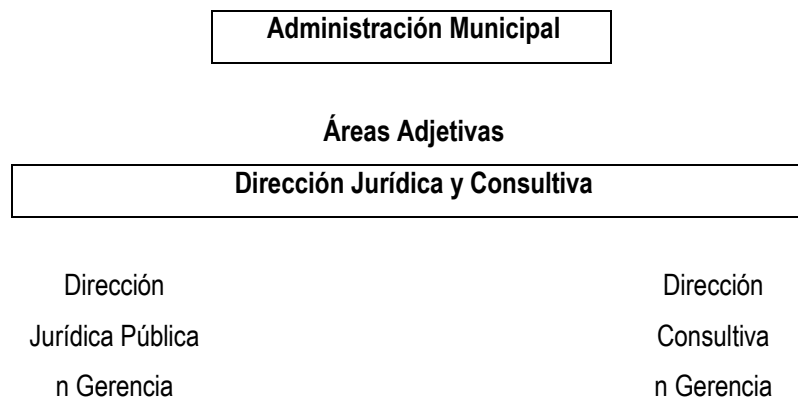 Administración Municipal
Áreas Adjetivas
Dirección Jurídica y Consultiva
Dirección
Jurídica Pública
n Gerencia
Dirección
Consultiva
n Gerencia